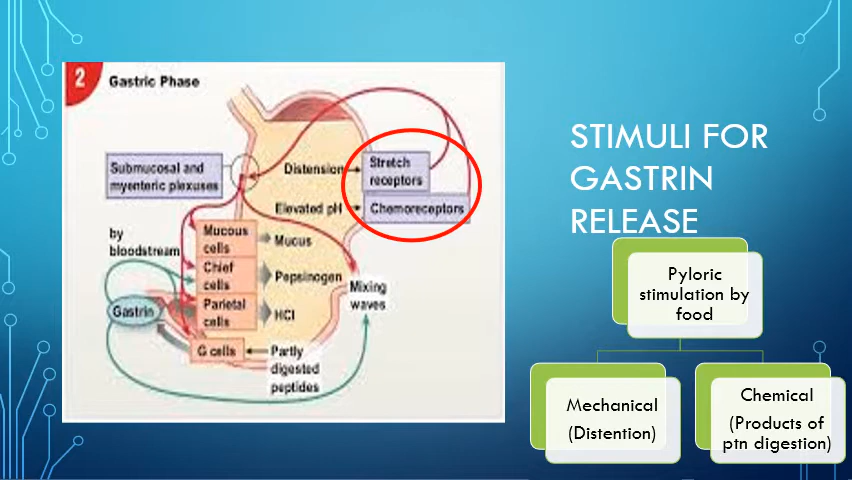 2
Gastric Phase
Submucosal and
myenteric plexuses
Distension
Stretch
receptors
Elevated pH
Chemoreceptors
by
bloodstream
Mucous
cells
Mucus
Chief
cells
Pepsinogen
Parietal
cells
HCl
Mixing
waves
Gastrin
G cells
Partly
digested
peptides
STIMULI FOR
GASTRIN
RELEASE
Pyloric
stimulation by
food
Mechanical
(Distention)
Chemical
(Products of
ptn digestion)